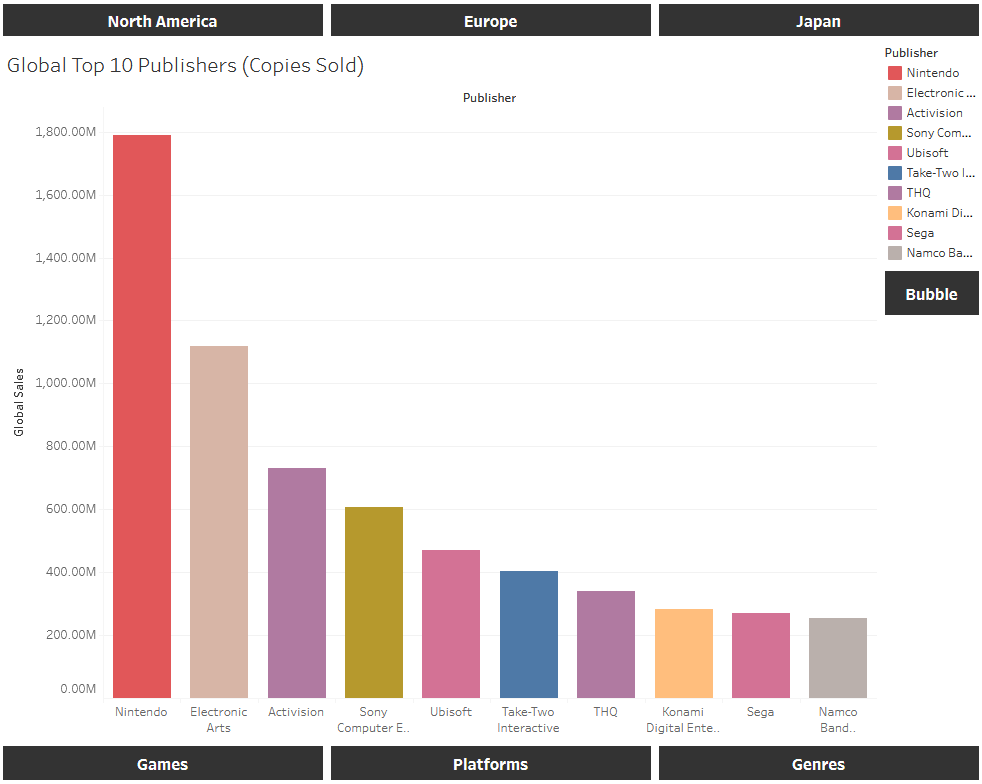 North America
Europe
Japan
Global Top 10 Publishers (Copies Sold)
Publisher
Publisher
Nintendo
Electronic ...
Activision
Sony Com...
Ubisoft
Take-Two I...
THQ
Konami Di...
Sega
Namco Ba...
Bubble
1,800.00M
1,600.00M
1,400.00M
1,200.00M
1,000.00M
800.00M
600.00M
400.00M
200.00M
0.00M
Global Sales
Nintendo
Electronic
Arts
Activision
Sony
Computer E..
Ubisoft
Take-Two
Interactive
THQ
Konami
Digital Ente..
Sega
Namco
Band..
Games
Platforms
Genres